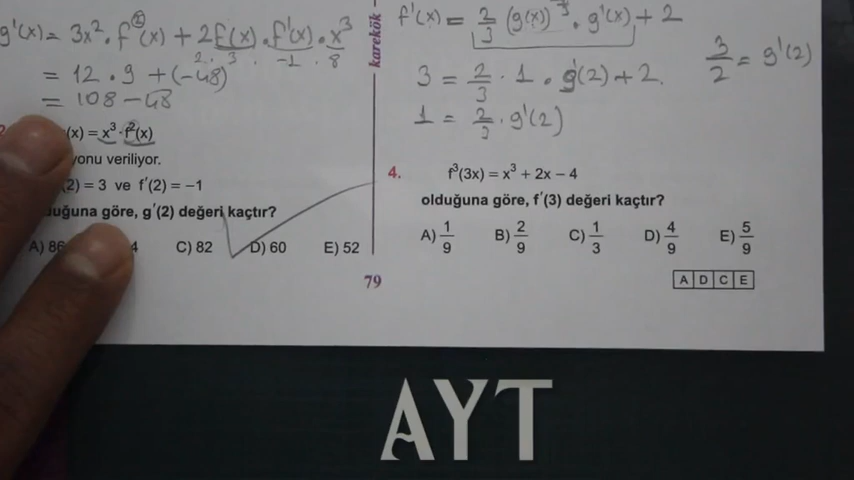 g'(x) = 3x². f²(x) + 2f(x).f'(x).x³
2 . 3 . -1 . 8
= 12 . 9 + (-48)
= 108 - 48
(x) = x³·f²(x)
yonu veriliyor.
(2) = 3 ve f'(2) = -1
duğuna göre, g'(2) değeri kaçtır?
A) 86
4
C) 82
D) 60
E) 52
karekök
79
f'(x) = 2/3 (g(x)) . g'(x) + 2
3 = 2/3 . 1 . g'(2) + 2.
3/2 = g'(2)
1 = 2/3 . g'(2)
4. f³(3x) = x³ + 2x – 4
olduğuna göre, f'(3) değeri kaçtır?
A) 1/9 B) 2/9 C) 1/3 D) 4/9 E) 5/9
A D C E
AYT